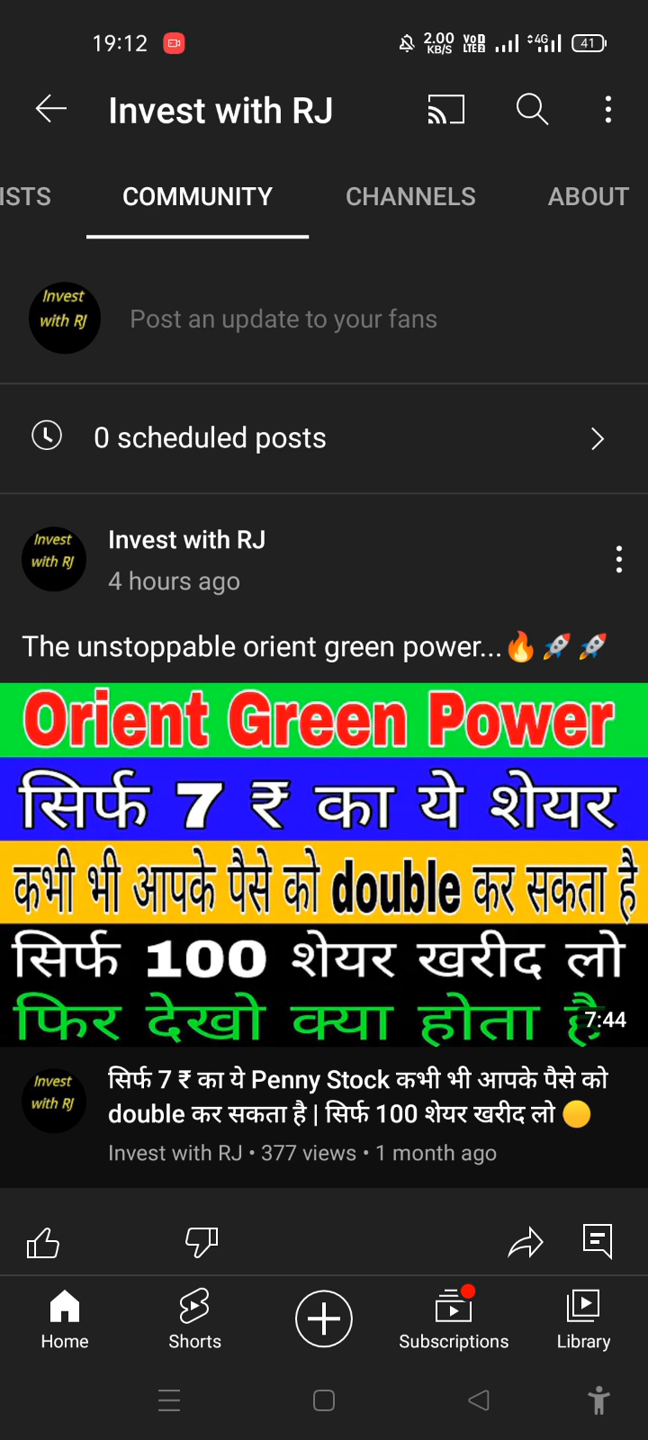 19:12
2.00 KB/S
VoD LTE2
4G
41
Invest with RJ
ISTS
COMMUNITY
CHANNELS
ABOUT
Invest with RJ
Post an update to your fans
0 scheduled posts
Invest with RJ
Invest with RJ
4 hours ago
The unstoppable orient green power...🔥🚀🚀
Orient Green Power
सिर्फ 7 ₹ का ये शेयर
कभी भी आपके पैसे को double कर सकता है
सिर्फ 100 शेयर खरीद लो
फिर देखो क्या होता है
7:44
Invest with RJ
सिर्फ 7 ₹ का ये Penny Stock कभी भी आपके पैसे को
double कर सकता है | सिर्फ 100 शेयर खरीद लो 🟡
Invest with RJ • 377 views • 1 month ago
Home
Shorts
Subscriptions
Library